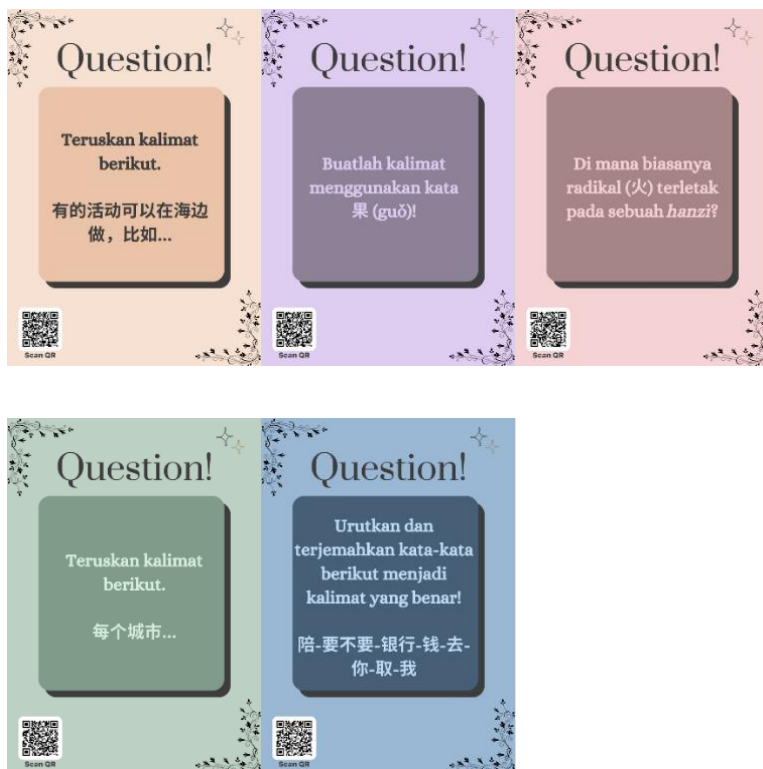 Question!
Teruskan kalimat
berikut.
有的活动可以在海边
做，比如...
Scan QR
Question!
Buatlah kalimat
menggunakan kata
果 (guǒ)!
Scan QR
Question!
Di mana biasanya
radikal (火) terletak
pada sebuah hanzi?
Scan QR
Question!
Teruskan kalimat
berikut.
每个城市...
Scan QR
Question!
Urutkan dan
terjemahkan kata-kata
berikut menjadi
kalimat yang benar!
陪-要不要-银行-钱-去-
你-取-我
Scan QR